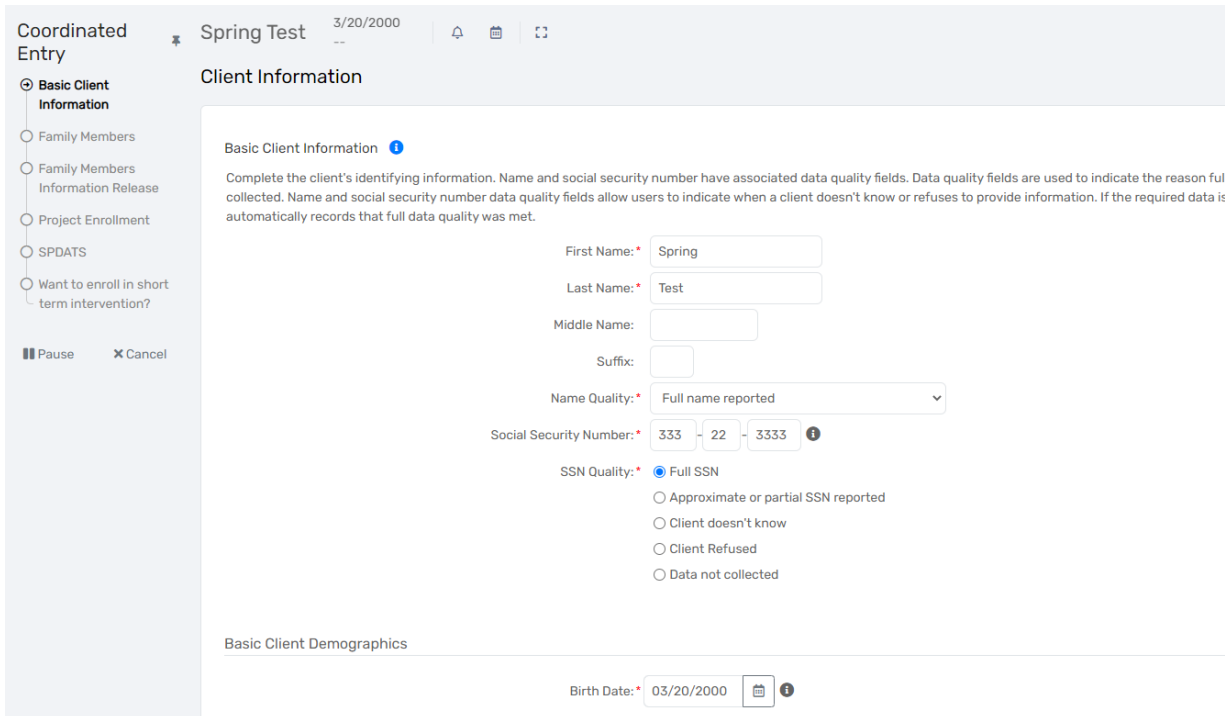 Coordinated
Entry
Basic Client
Information
Family Members
Family Members
Information Release
Project Enrollment
SPDATS
Want to enroll in short
term intervention?
Pause
Cancel
Spring Test
3/20/2000
--
Client Information
Basic Client Information
Complete the client's identifying information. Name and social security number have associated data quality fields. Data quality fields are used to indicate the reason ful
collected. Name and social security number data quality fields allow users to indicate when a client doesn't know or refuses to provide information. If the required data is
automatically records that full data quality was met.
First Name:* Spring
Last Name:* Test
Middle Name:
Suffix:
Name Quality:* Full name reported
Social Security Number:* 333 - 22 - 3333
SSN Quality:* Full SSN
Approximate or partial SSN reported
Client doesn't know
Client Refused
Data not collected
Basic Client Demographics
Birth Date:* 03/20/2000